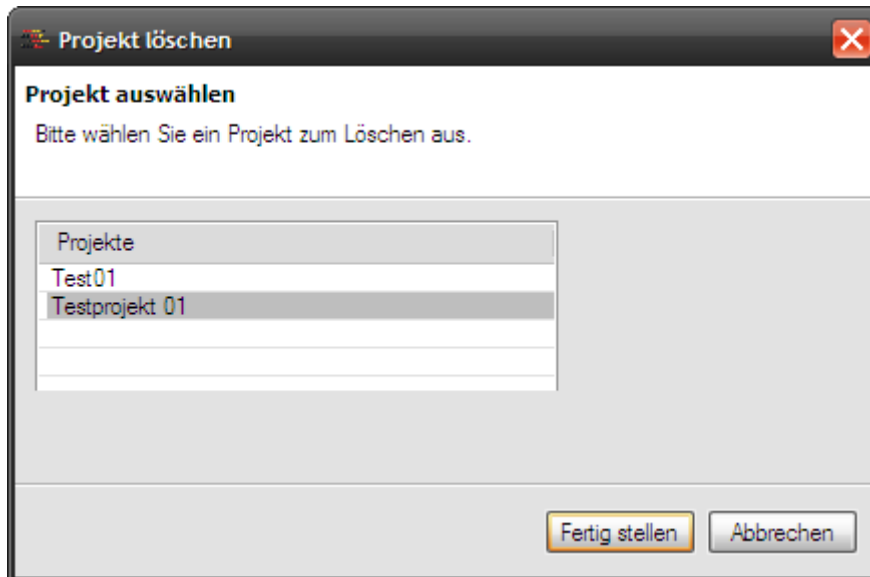 Projekt löschen
Projekt auswählen
Bitte wählen Sie ein Projekt zum Löschen aus.
Projekte
Test01
Testprojekt 01
Fertig stellen
Abbrechen